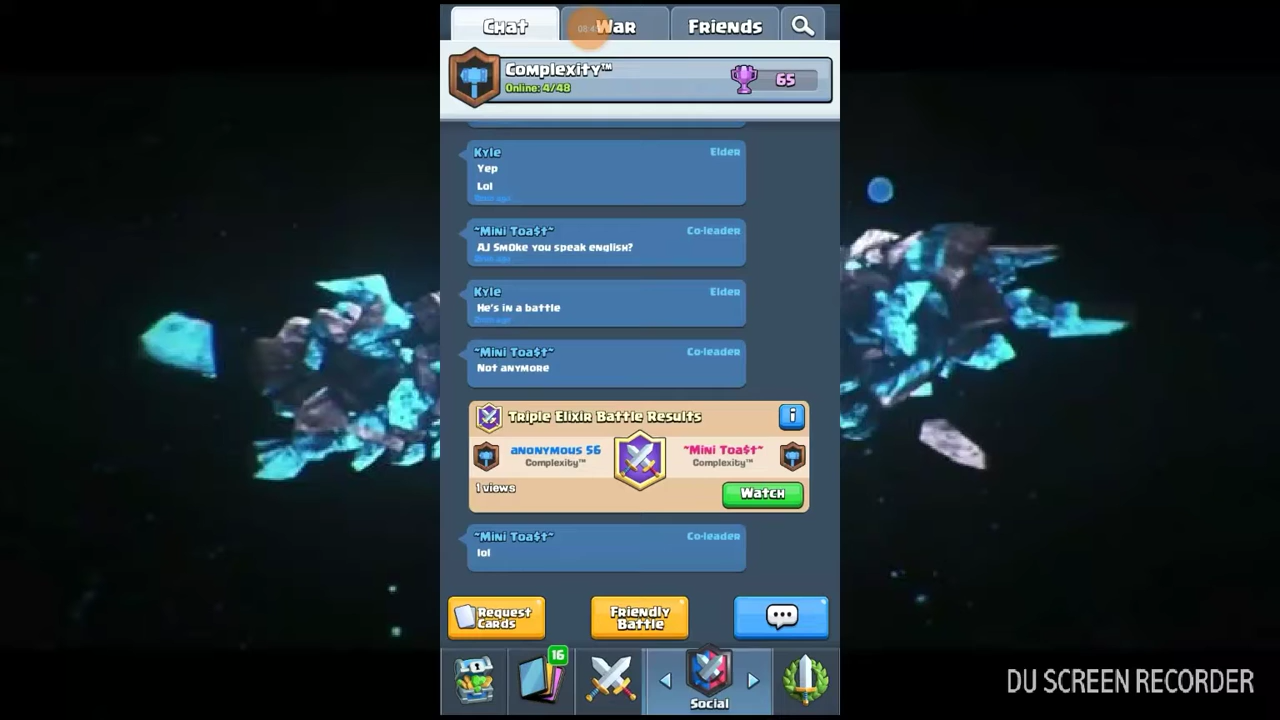 Chat
War
Friends
Complexity™
Online: 4/48
65
Kyle
Elder
Yep
Lol
~Mini Toa$t~
Co-leader
AJ SmOke you speak english?
Kyle
Elder
He's in a battle
~Mini Toa$t~
Co-leader
Not anymore
Triple Elixir Battle Results
i
anonymous 56
Complexity™
~Mini Toa$t~
Complexity™
1 views
Watch
~Mini Toa$t~
Co-leader
lol
Request
Cards
Friendly
Battle
16
Social
DU SCREEN RECORDER